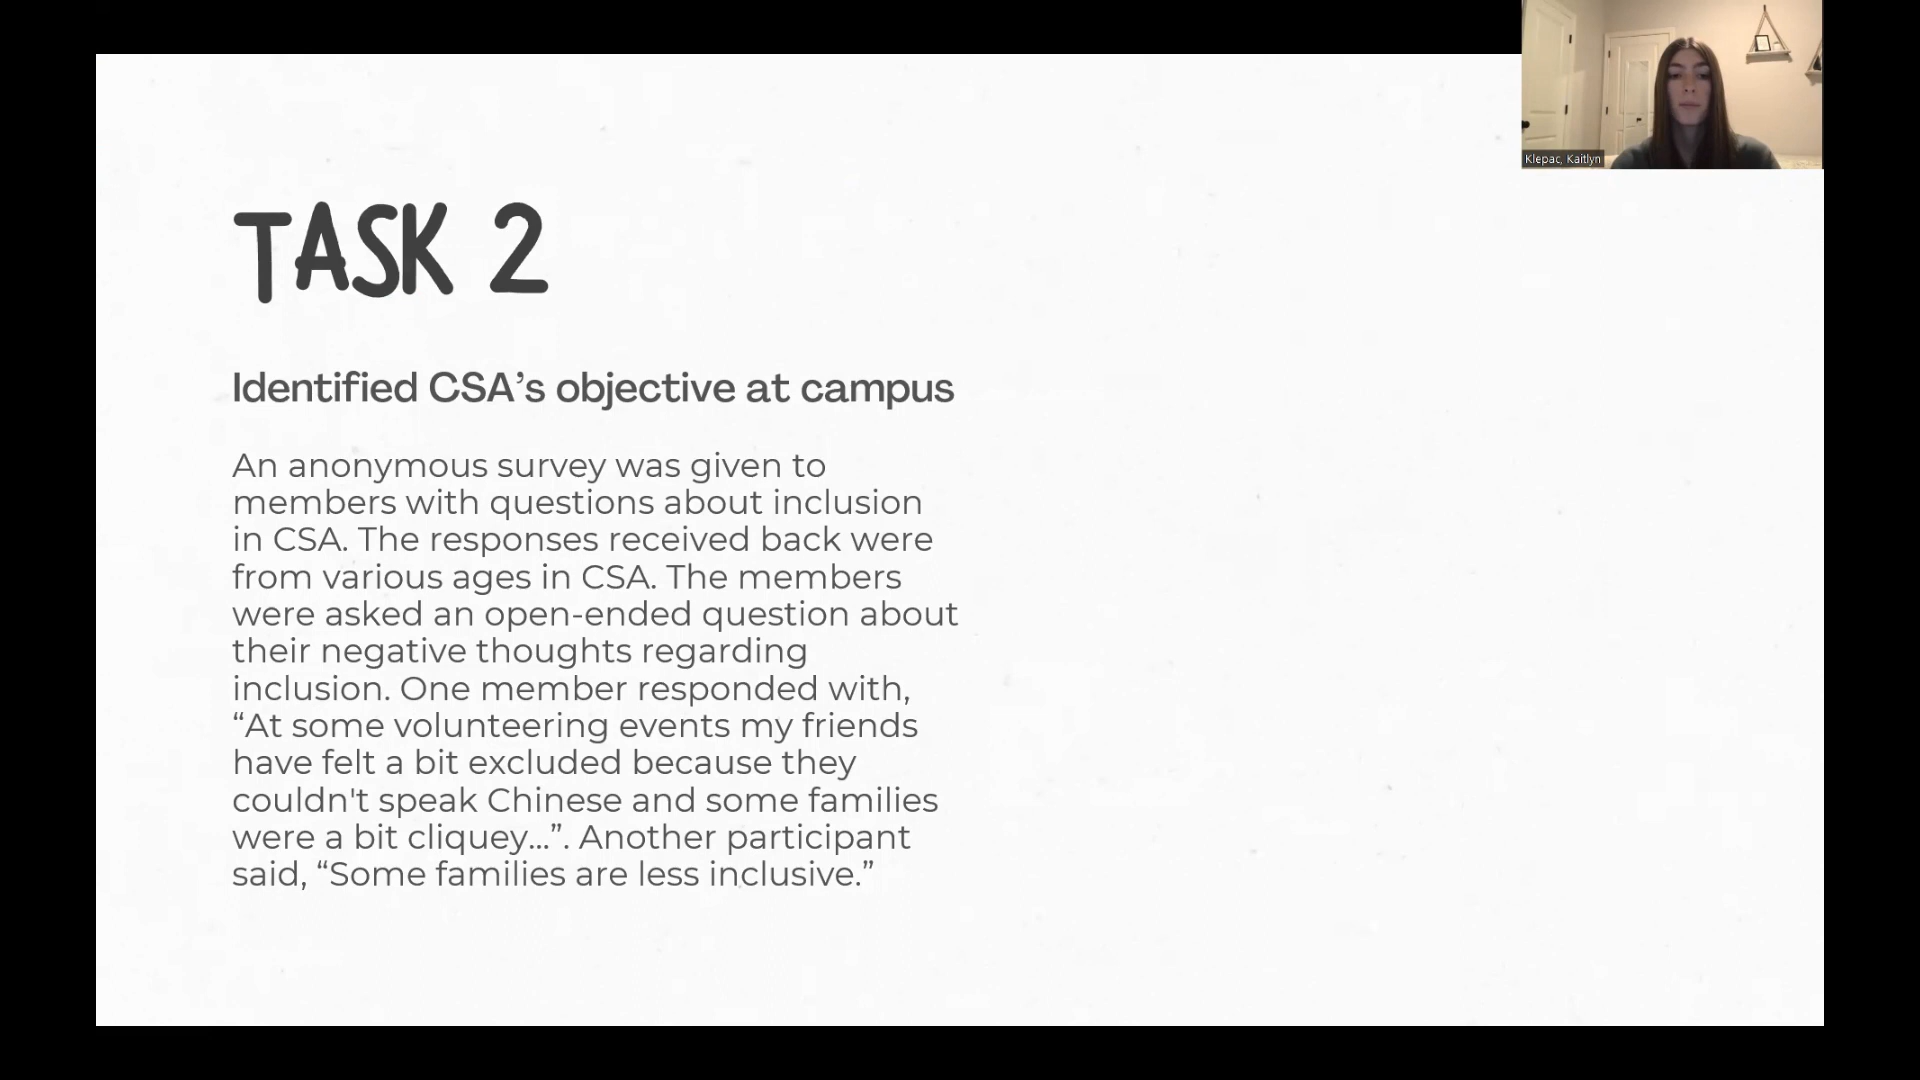 Klepac, Kaitlyn
TASK 2
Identified CSA’s objective at campus
An anonymous survey was given to
members with questions about inclusion
in CSA. The responses received back were
from various ages in CSA. The members
were asked an open-ended question about
their negative thoughts regarding
inclusion. One member responded with,
“At some volunteering events my friends
have felt a bit excluded because they
couldn't speak Chinese and some families
were a bit cliquey...”. Another participant
said, “Some families are less inclusive.”